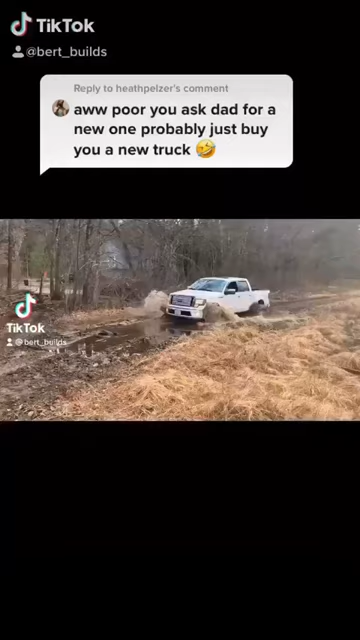 TikTok
@bert_builds
Reply to heathpelzer's comment
aww poor you ask dad for a
new one probably just buy
you a new truck 🤣
TikTok
@bert_builds